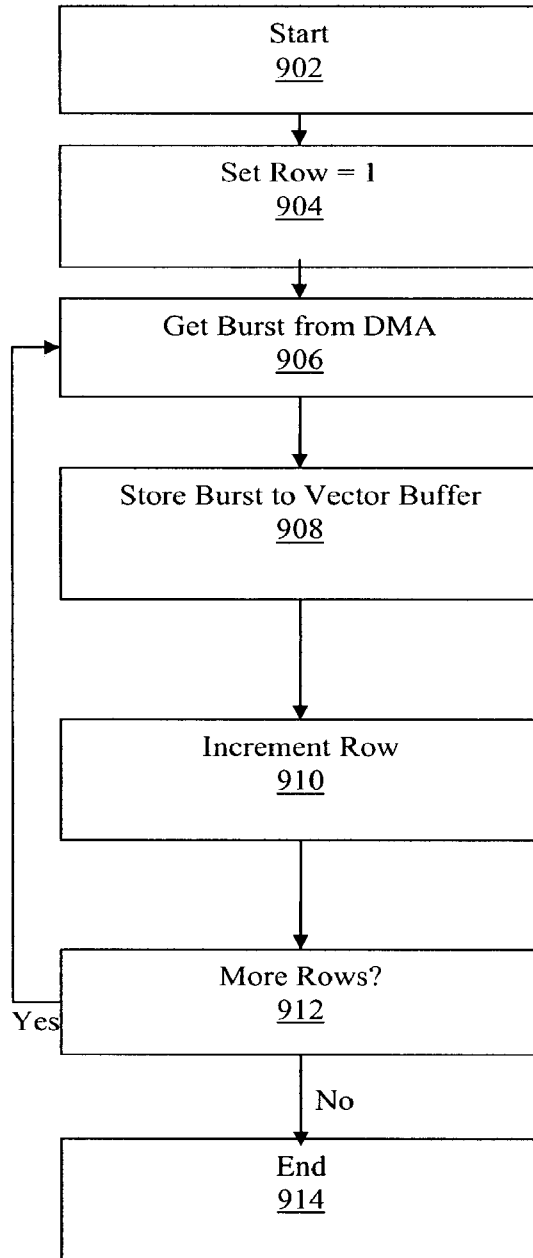 Start
902
Set Row = 1
904
Get Burst from DMA
906
Store Burst to Vector Buffer
908
Increment Row
910
More Rows?
912
Yes
No
End
914